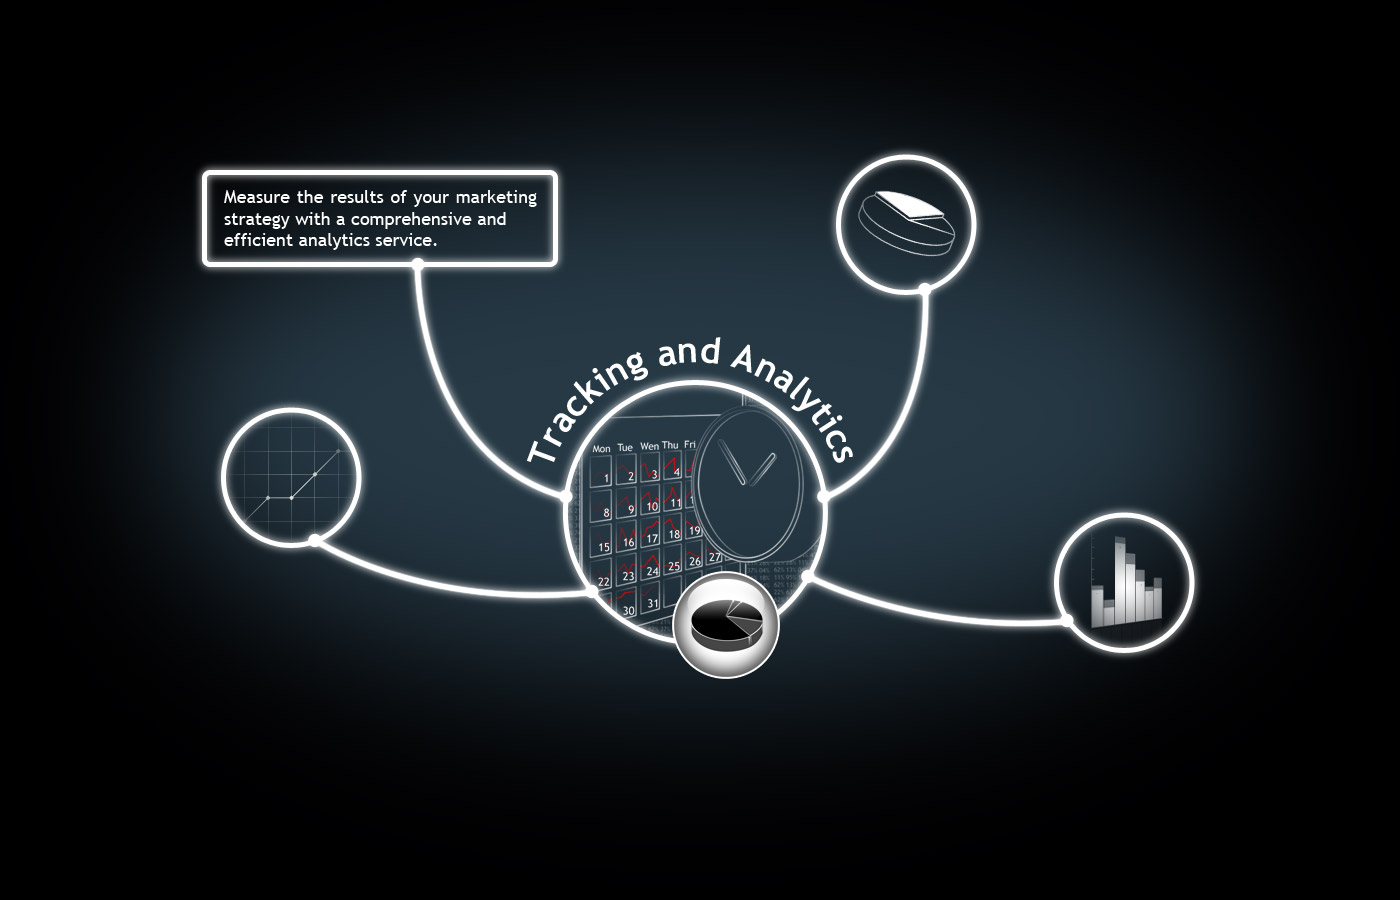 Measure the results of your marketing
strategy with a comprehensive and
efficient analytics service.
Tracking and Analytics
Mon Tue Wen Thu Fri
1 2 3 4
8 9 10 11
15 16 17 18 19
22 23 24 25 26 27
30 31